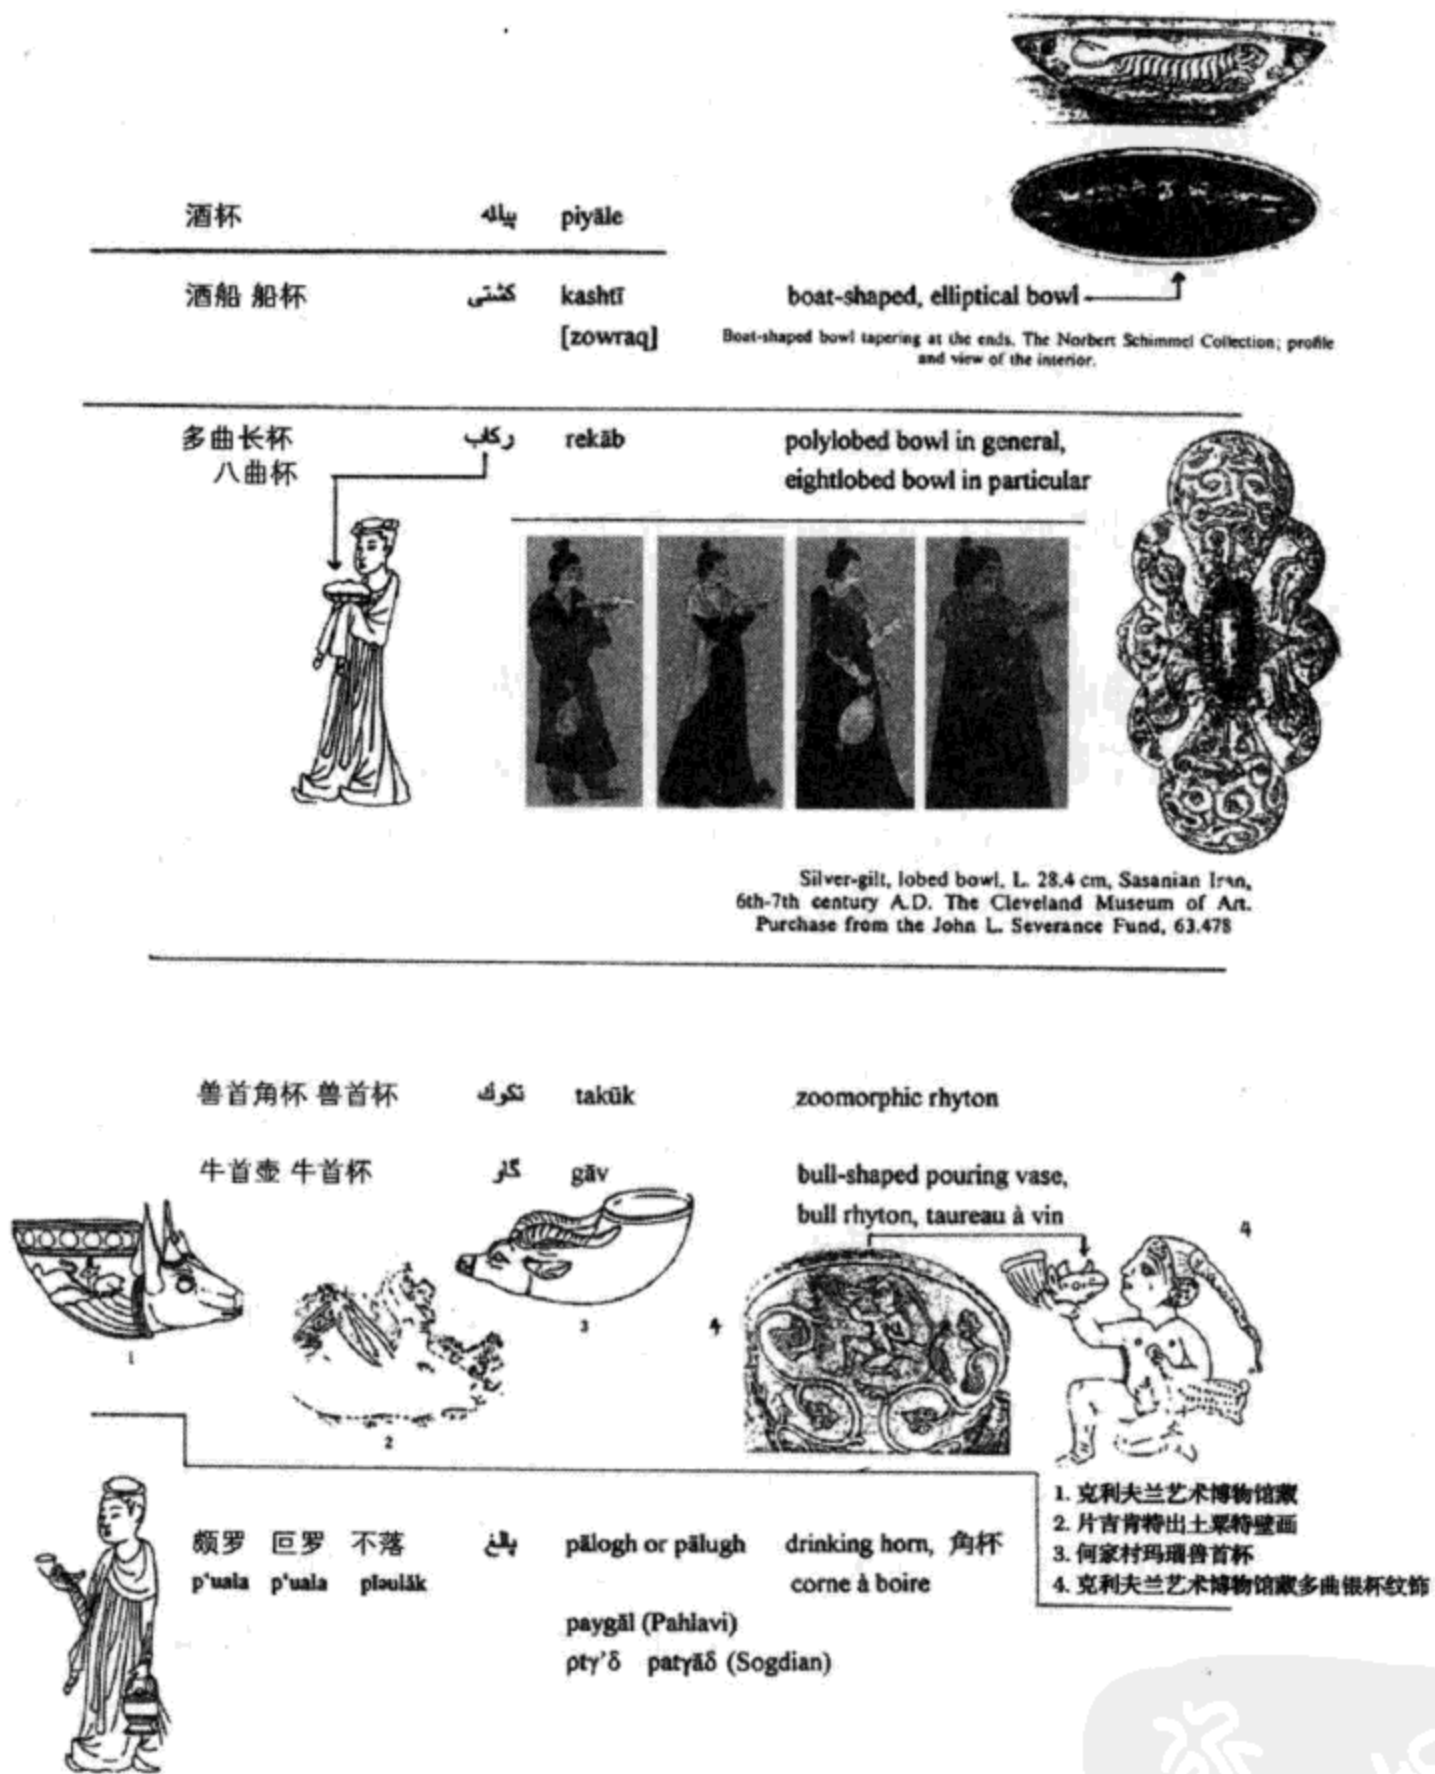 酒杯 پیاله piyāle
酒船 船杯 کشتی kashtī boat-shaped, elliptical bowl
[zowraq]
Boat-shaped bowl tapering at the ends. The Norbert Schimmel Collection; profile
and view of the interior.
多曲长杯 رکاب rekāb polylobed bowl in general,
八曲杯 eightlobed bowl in particular
Silver-gilt, lobed bowl, L. 28.4 cm, Sasanian Iran,
6th-7th century A.D. The Cleveland Museum of Art.
Purchase from the John L. Severance Fund, 63.478
兽首角杯 兽首杯 تكوك takūk zoomorphic rhyton
牛首壶 牛首杯 گاو gāv bull-shaped pouring vase,
bull rhyton, taureau à vin
1
2
3
4
4
颇罗 叵罗 不落 پالغ pālogh or pālugh drinking horn, 角杯
p'uala p'uala pləulāk corne à boire
paygāl (Pahlavi)
ρtγ'δ patγāδ (Sogdian)
1. 克利夫兰艺术博物馆藏
2. 片吉肯特出土粟特壁画
3. 何家村玛瑙兽首杯
4. 克利夫兰艺术博物馆藏多曲银杯纹饰